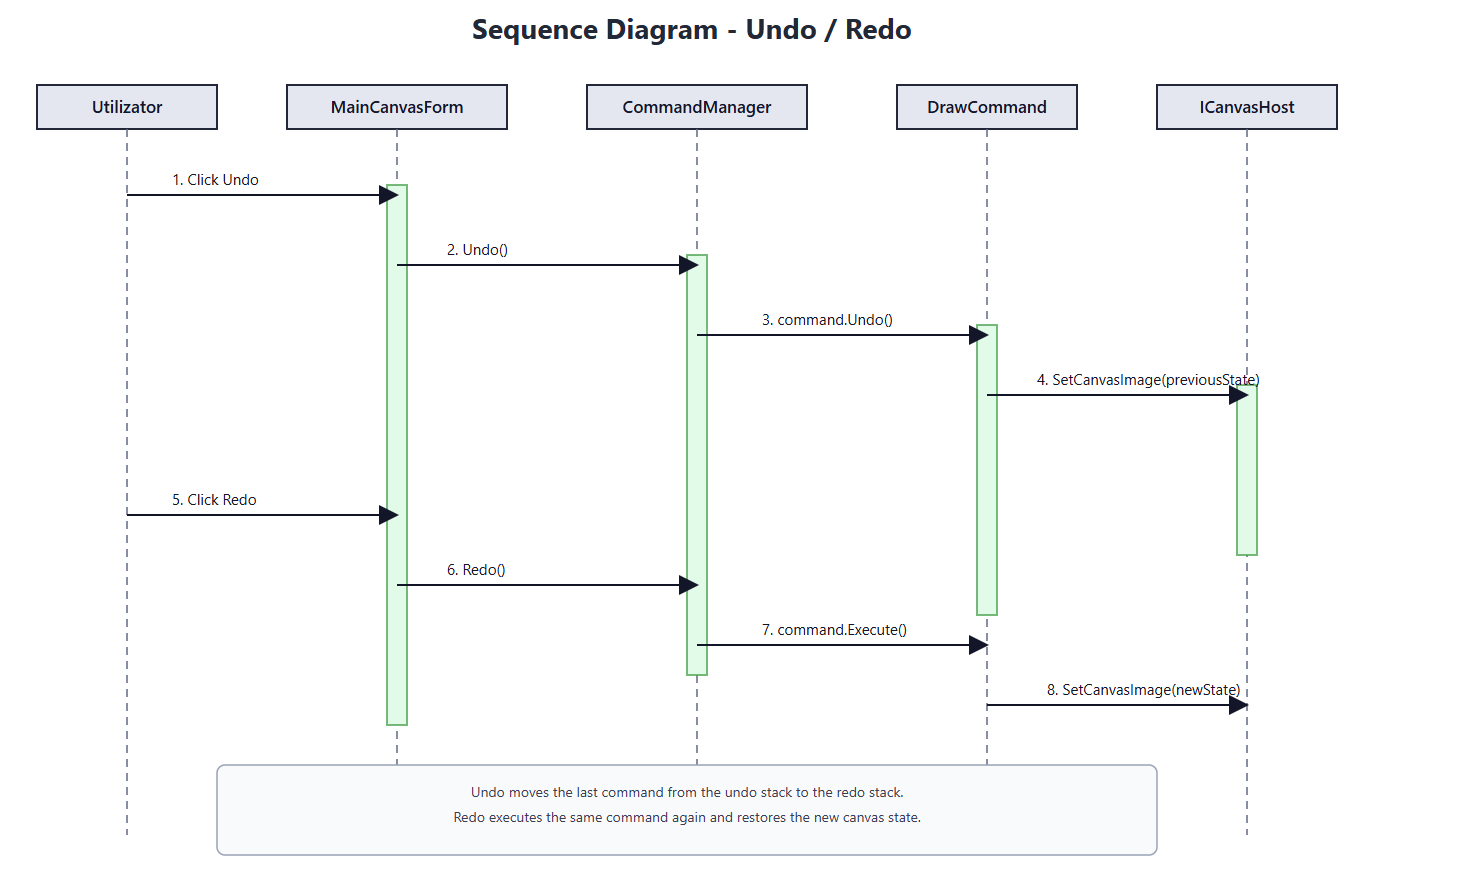 Sequence Diagram - Undo / Redo
Utilizator
MainCanvasForm
CommandManager
DrawCommand
ICanvasHost
1. Click Undo
2. Undo()
3. command.Undo()
4. SetCanvasImage(previousState)
5. Click Redo
6. Redo()
7. command.Execute()
8. SetCanvasImage(newState)
Undo moves the last command from the undo stack to the redo stack.
Redo executes the same command again and restores the new canvas state.